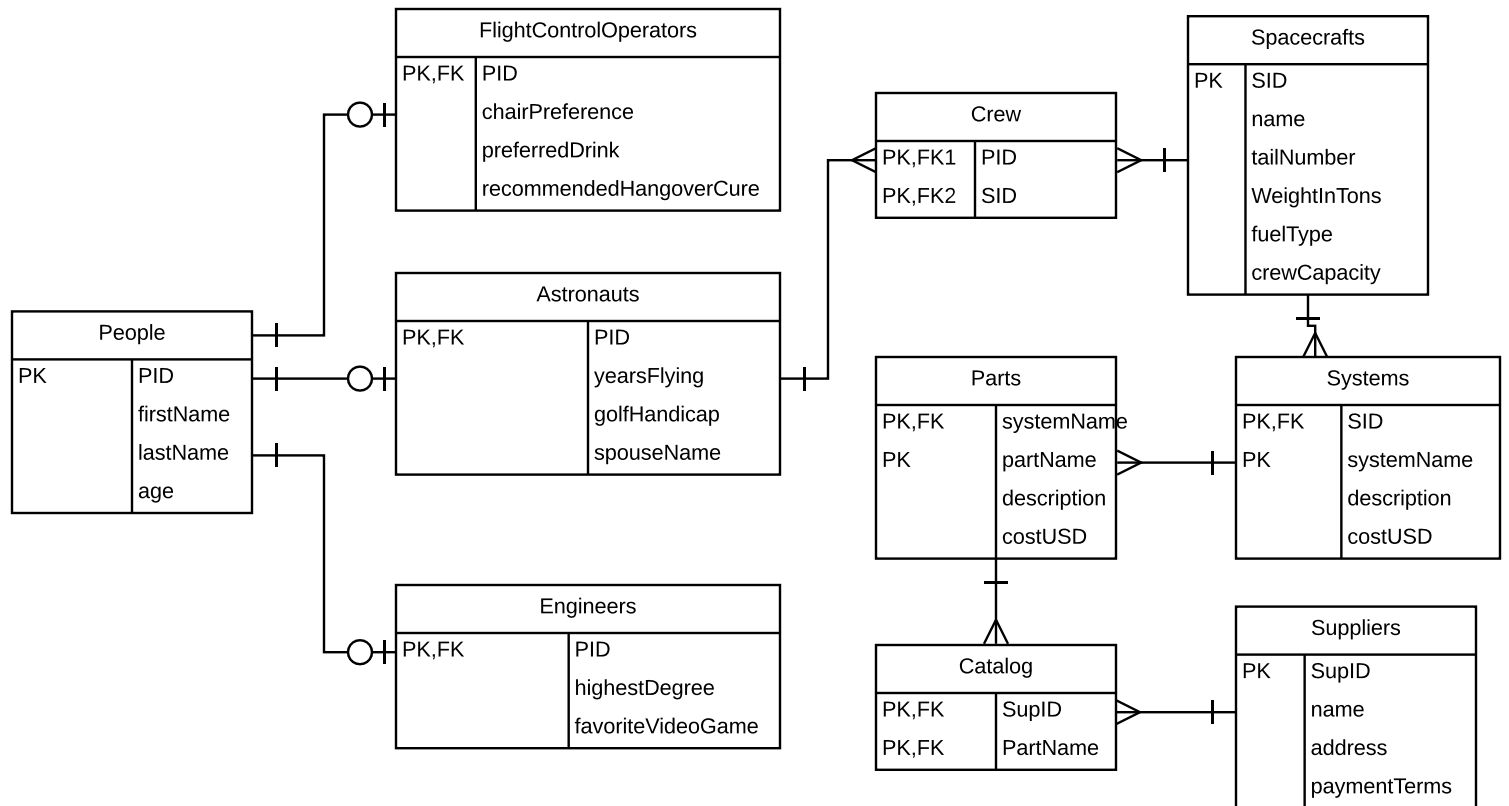 FlightControlOperators
PK,FK PID
chairPreference
preferredDrink
recommendedHangoverCure
Spacecrafts
PK SID
name
tailNumber
WeightInTons
fuelType
crewCapacity
Crew
PK,FK1 PID
PK,FK2 SID
Astronauts
PK,FK PID
yearsFlying
golfHandicap
spouseName
People
PK PID
firstName
lastName
age
Parts
PK,FK systemName
PK partName
description
costUSD
Systems
PK,FK SID
PK systemName
description
costUSD
Engineers
PK,FK PID
highestDegree
favoriteVideoGame
Catalog
PK,FK SupID
PK,FK PartName
Suppliers
PK SupID
name
address
paymentTerms